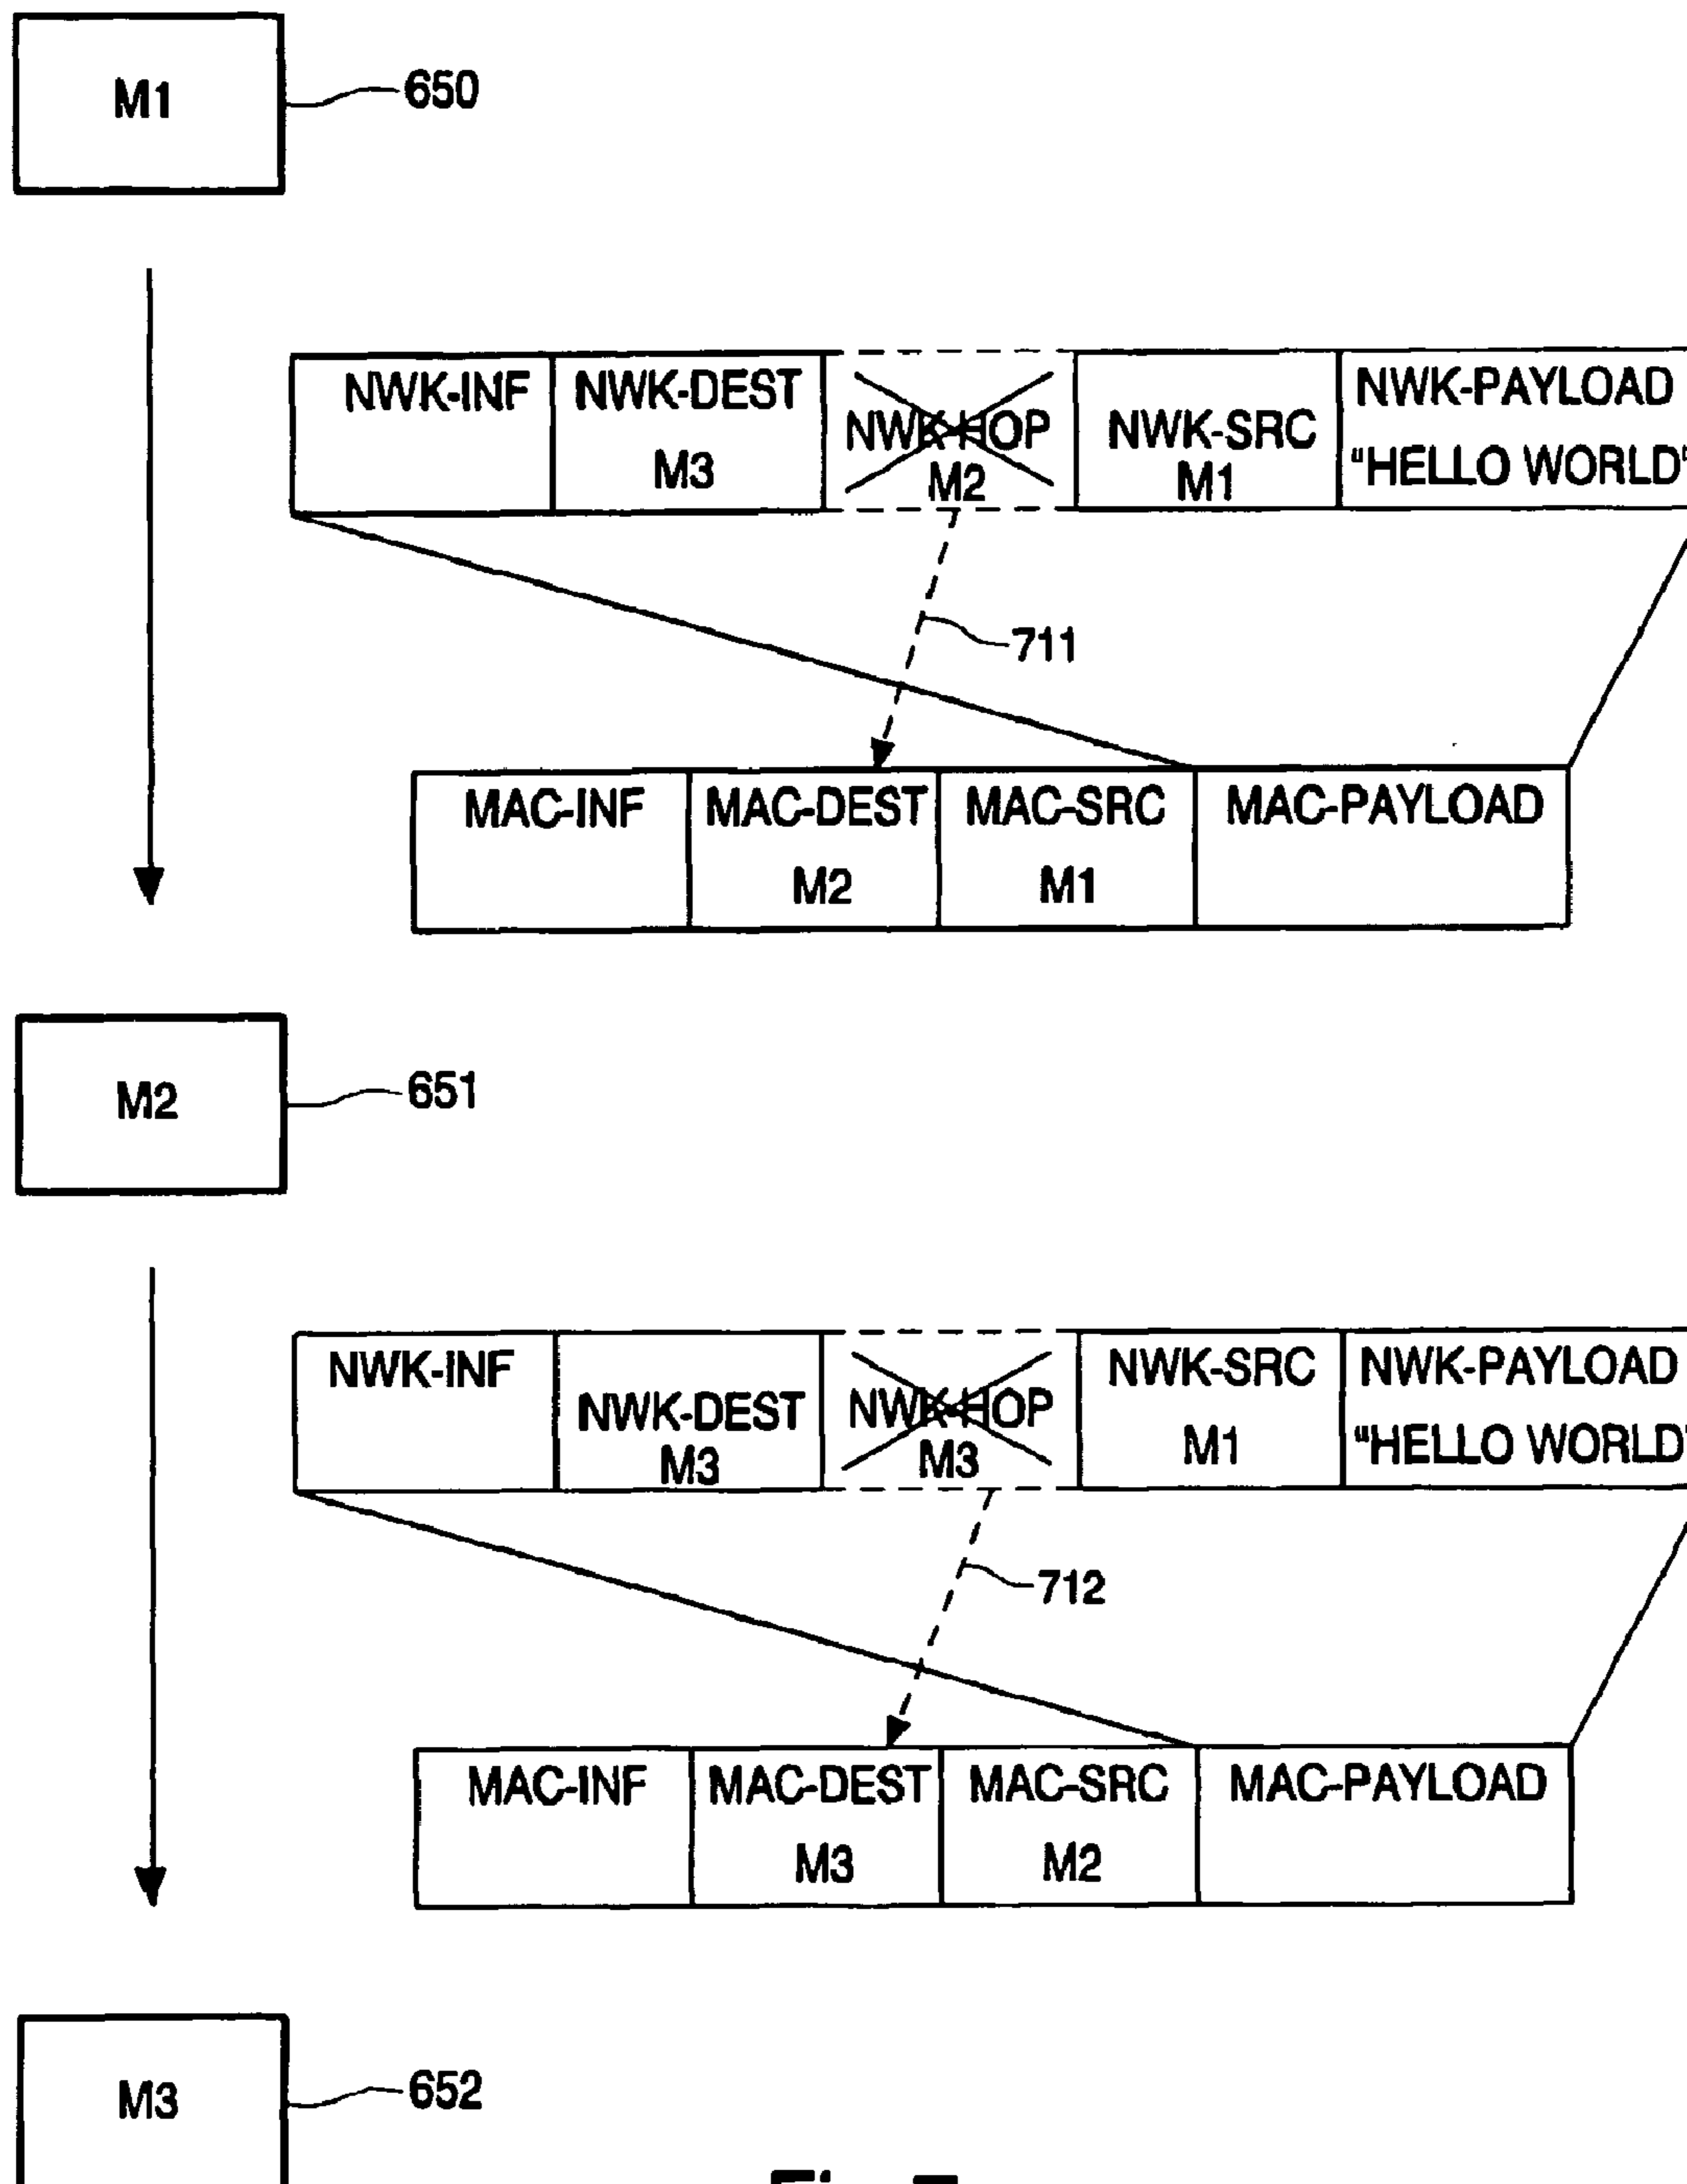 M1
650
NWK-INF NWK-DEST NWK-HOP NWK-SRC NWK-PAYLOAD
M3 M2 M1 "HELLO WORLD"
711
MAC-INF MAC-DEST MAC-SRC MAC-PAYLOAD
M2 M1
M2
651
NWK-INF NWK-DEST NWK-HOP NWK-SRC NWK-PAYLOAD
M3 M3 M1 "HELLO WORLD"
712
MAC-INF MAC-DEST MAC-SRC MAC-PAYLOAD
M3 M2
M3
652